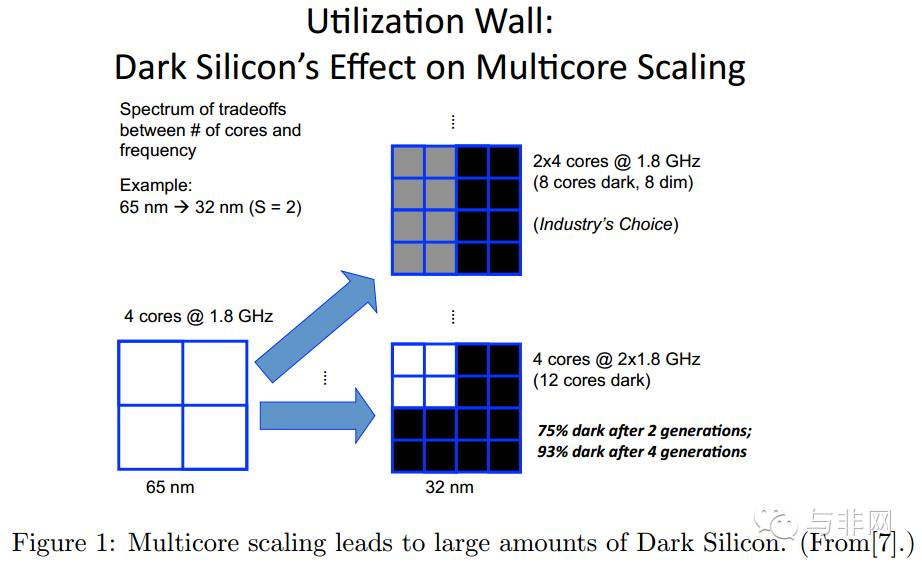 Utilization Wall:
Dark Silicon's Effect on Multicore Scaling
Spectrum of tradeoffs
between # of cores and
frequency
Example:
65 nm → 32 nm (S = 2)
2x4 cores @ 1.8 GHz
(8 cores dark, 8 dim)
(Industry's Choice)
4 cores @ 1.8 GHz
65 nm
4 cores @ 2x1.8 GHz
(12 cores dark)
75% dark after 2 generations;
93% dark after 4 generations
32 nm
与非网
Figure 1: Multicore scaling leads to large amounts of Dark Silicon. (From[7].)